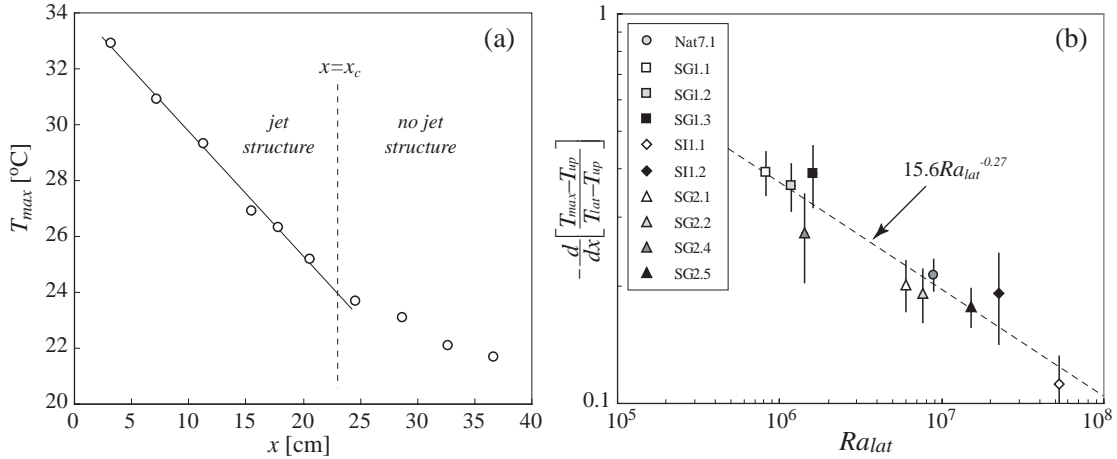 34
32
30
28
26
24
22
20
0
5
10
15
20
25
30
35
40
T_max [°C]
x [cm]
(a)
x=x_c
jet
structure
no jet
structure
1
0.1
10^5
10^6
10^7
10^8
Ra_lat
-d/dx [T_max−T_up / T_lat−T_up]
(b)
Nat7.1
SG1.1
SG1.2
SG1.3
SI1.1
SI1.2
SG2.1
SG2.2
SG2.4
SG2.5
15.6Ra_lat^-0.27